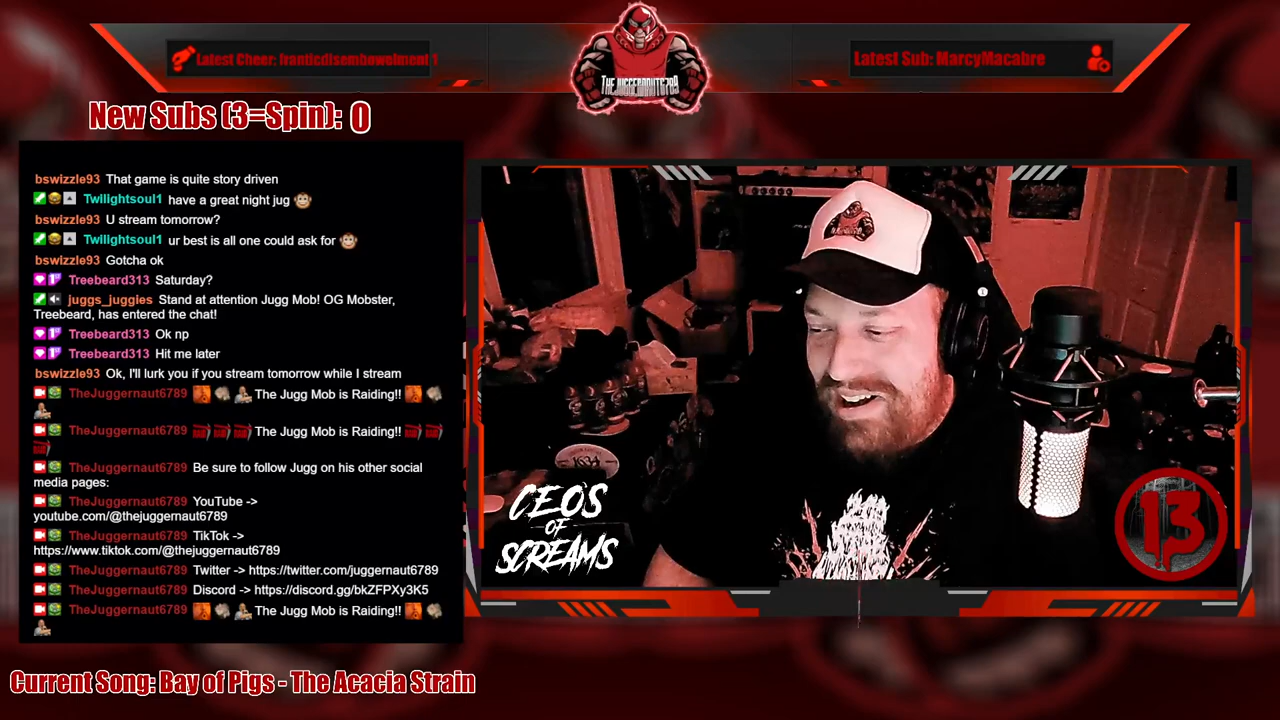 Latest Cheer: franticdisembowelment 1
THEJUGGERNAUT6789
Latest Sub: MarcyMacabre
New Subs (3=Spin): 0
bswizzle93 That game is quite story driven
Twilightsoul1 have a great night jug
bswizzle93 U stream tomorrow?
Twilightsoul1 ur best is all one could ask for
bswizzle93 Gotcha ok
Treebeard313 Saturday?
juggs_juggies Stand at attention Jugg Mob! OG Mobster,
Treebeard, has entered the chat!
Treebeard313 Ok np
Treebeard313 Hit me later
bswizzle93 Ok, I'll lurk you if you stream tomorrow while I stream
TheJuggernaut6789 The Jugg Mob is Raiding!!
TheJuggernaut6789 The Jugg Mob is Raiding!!
TheJuggernaut6789 Be sure to follow Jugg on his other social
media pages:
TheJuggernaut6789 YouTube ->
youtube.com/@thejuggernaut6789
TheJuggernaut6789 TikTok ->
https://www.tiktok.com/@thejuggernaut6789
TheJuggernaut6789 Twitter -> https://twitter.com/juggernaut6789
TheJuggernaut6789 Discord -> https://discord.gg/bkZFPXy3K5
TheJuggernaut6789 The Jugg Mob is Raiding!!
CEO'S
OF
SCREAMS
13
Current Song: Bay of Pigs - The Acacia Strain